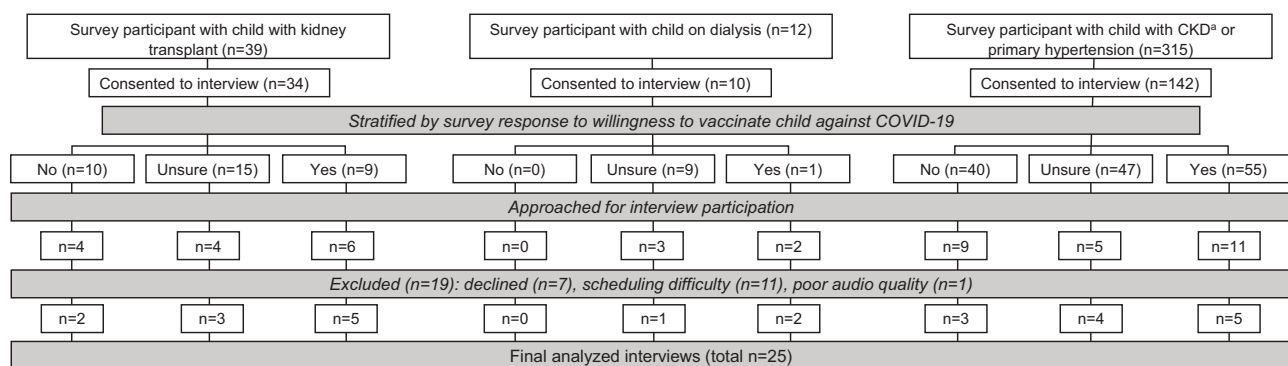 Survey participant with child with kidney
transplant (n=39)
Survey participant with child on dialysis (n=12)
Survey participant with child with CKDᵃ or
primary hypertension (n=315)
Consented to interview (n=34)
Consented to interview (n=10)
Consented to interview (n=142)
Stratified by survey response to willingness to vaccinate child against COVID-19
No (n=10)
Unsure (n=15)
Yes (n=9)
No (n=0)
Unsure (n=9)
Yes (n=1)
No (n=40)
Unsure (n=47)
Yes (n=55)
Approached for interview participation
n=4
n=4
n=6
n=0
n=3
n=2
n=9
n=5
n=11
Excluded (n=19): declined (n=7), scheduling difficulty (n=11), poor audio quality (n=1)
n=2
n=3
n=5
n=0
n=1
n=2
n=3
n=4
n=5
Final analyzed interviews (total n=25)